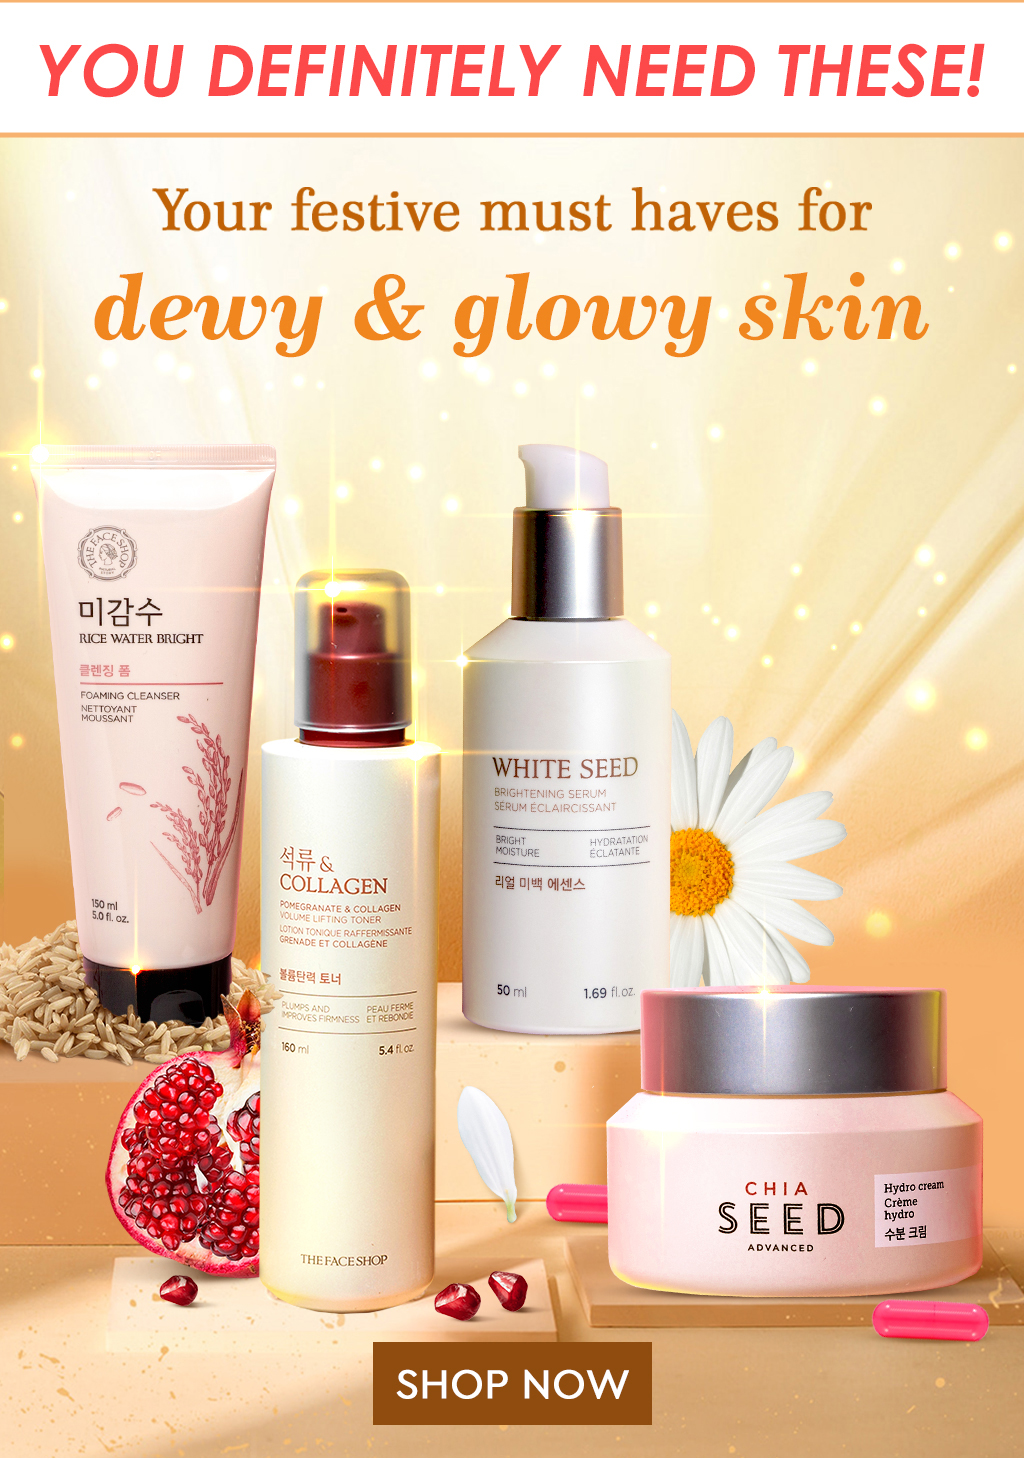 YOU DEFINITELY NEED THESE!
Your festive must haves for
dewy & glowy skin
THE FACE SHOP
미감수
RICE WATER BRIGHT
클렌징 폼
FOAMING CLEANSER
NETTOYANT
MOUSSANT
150 ml
5.0 fl. oz.
석류 &
COLLAGEN
POMEGRANATE & COLLAGEN
VOLUME LIFTING TONER
LOTION TONIQUE RAFFERMISSANTE
GRENADE ET COLLAGÈNE
볼륨탄력 토너
PLUMPS AND
IMPROVES FIRMNESS
PEAU FERME
ET REBONDIE
160 ml
5.4 fl. oz.
THE FACE SHOP
WHITE SEED
BRIGHTENING SERUM
SÉRUM ÉCLAIRCISSANT
BRIGHT
MOISTURE
HYDRATATION
ÉCLATANTE
리얼 미백 에센스
50 ml
1.69 fl. oz.
CHIA
SEED
ADVANCED
Hydro cream
Crème
hydro
수분 크림
SHOP NOW